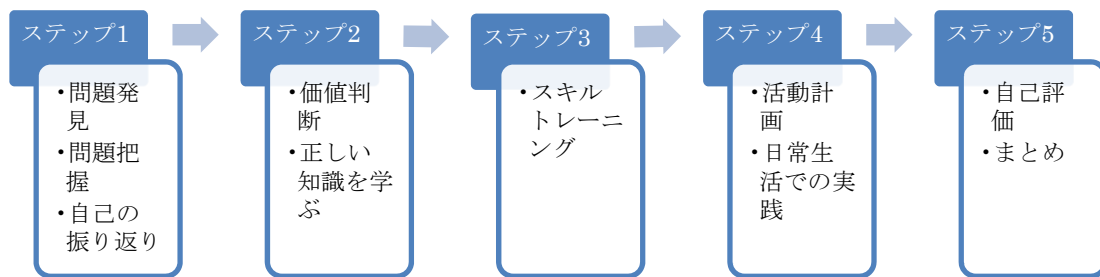 ステップ1
・問題発
見
・問題把
握
・自己の
振り返り
ステップ2
・価値判
断
・正しい
知識を学
ぶ
ステップ3
・スキル
トレーニ
ング
ステップ4
・活動計
画
・日常生
活での実
践
ステップ5
・自己評
価
・まとめ